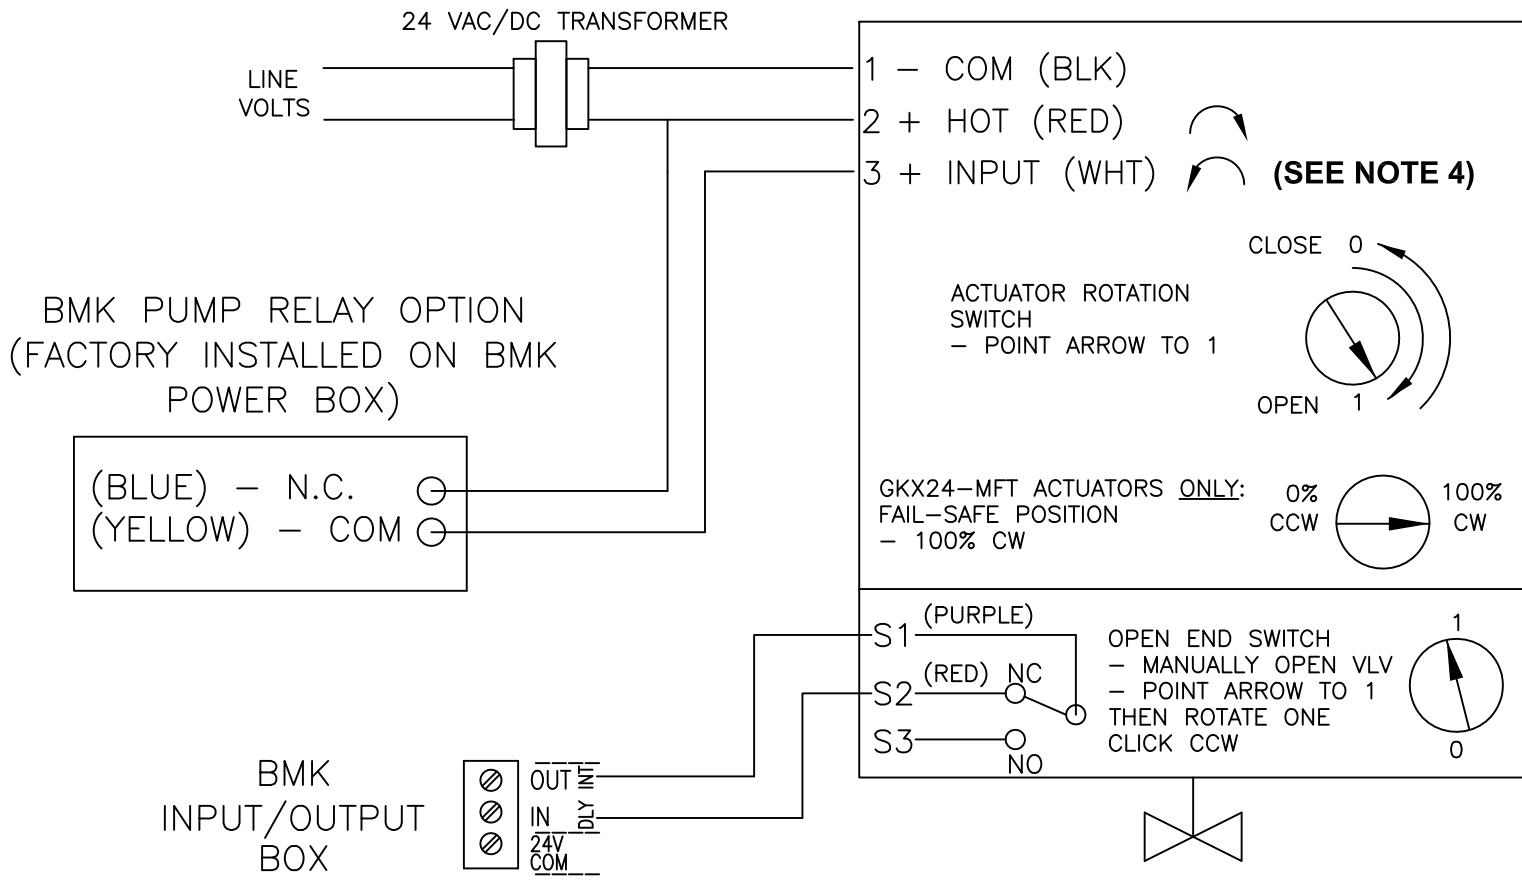 24 VAC/DC TRANSFORMER
LINE
VOLTS
1 – COM (BLK)
2 + HOT (RED)
3 + INPUT (WHT)
(SEE NOTE 4)
CLOSE 0
ACTUATOR ROTATION
SWITCH
– POINT ARROW TO 1
OPEN 1
BMK PUMP RELAY OPTION
(FACTORY INSTALLED ON BMK
POWER BOX)
(BLUE) – N.C.
(YELLOW) – COM
GKX24–MFT ACTUATORS ONLY:
FAIL–SAFE POSITION
– 100% CW
0%
CCW
100%
CW
S1 (PURPLE)
S2 (RED) NC
S3
NO
OPEN END SWITCH
– MANUALLY OPEN VLV
– POINT ARROW TO 1
THEN ROTATE ONE
CLICK CCW
1
0
BMK
INPUT/OUTPUT
BOX
OUT
IN
DLY INT
24V
COM